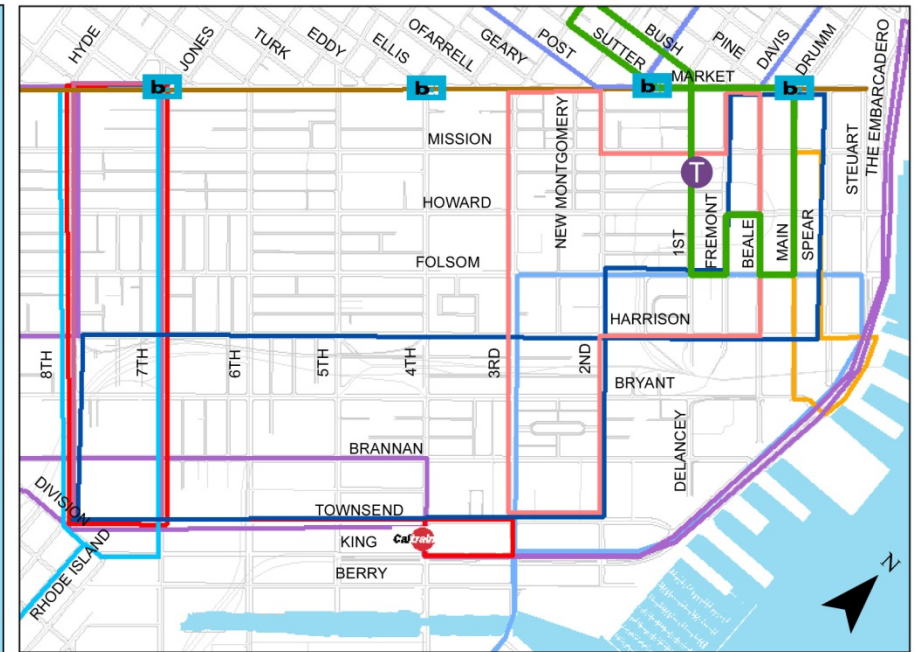 HYDE
JONES
TURK
EDDY
ELLIS
OFARRELL
GEARY
POST
SUTTER
BUSH
PINE
DAVIS
DRUMM
THE EMBARCADERO
MARKET
b
b
b
b
MISSION
NEW MONTGOMERY
STEUART
T
HOWARD
1ST
FREMONT
BEALE
MAIN
SPEAR
FOLSOM
HARRISON
8TH
7TH
6TH
5TH
4TH
3RD
2ND
BRYANT
BRANNAN
DELANCEY
DIVISION
TOWNSEND
KING
Caltrain
BERRY
RHODE ISLAND
N